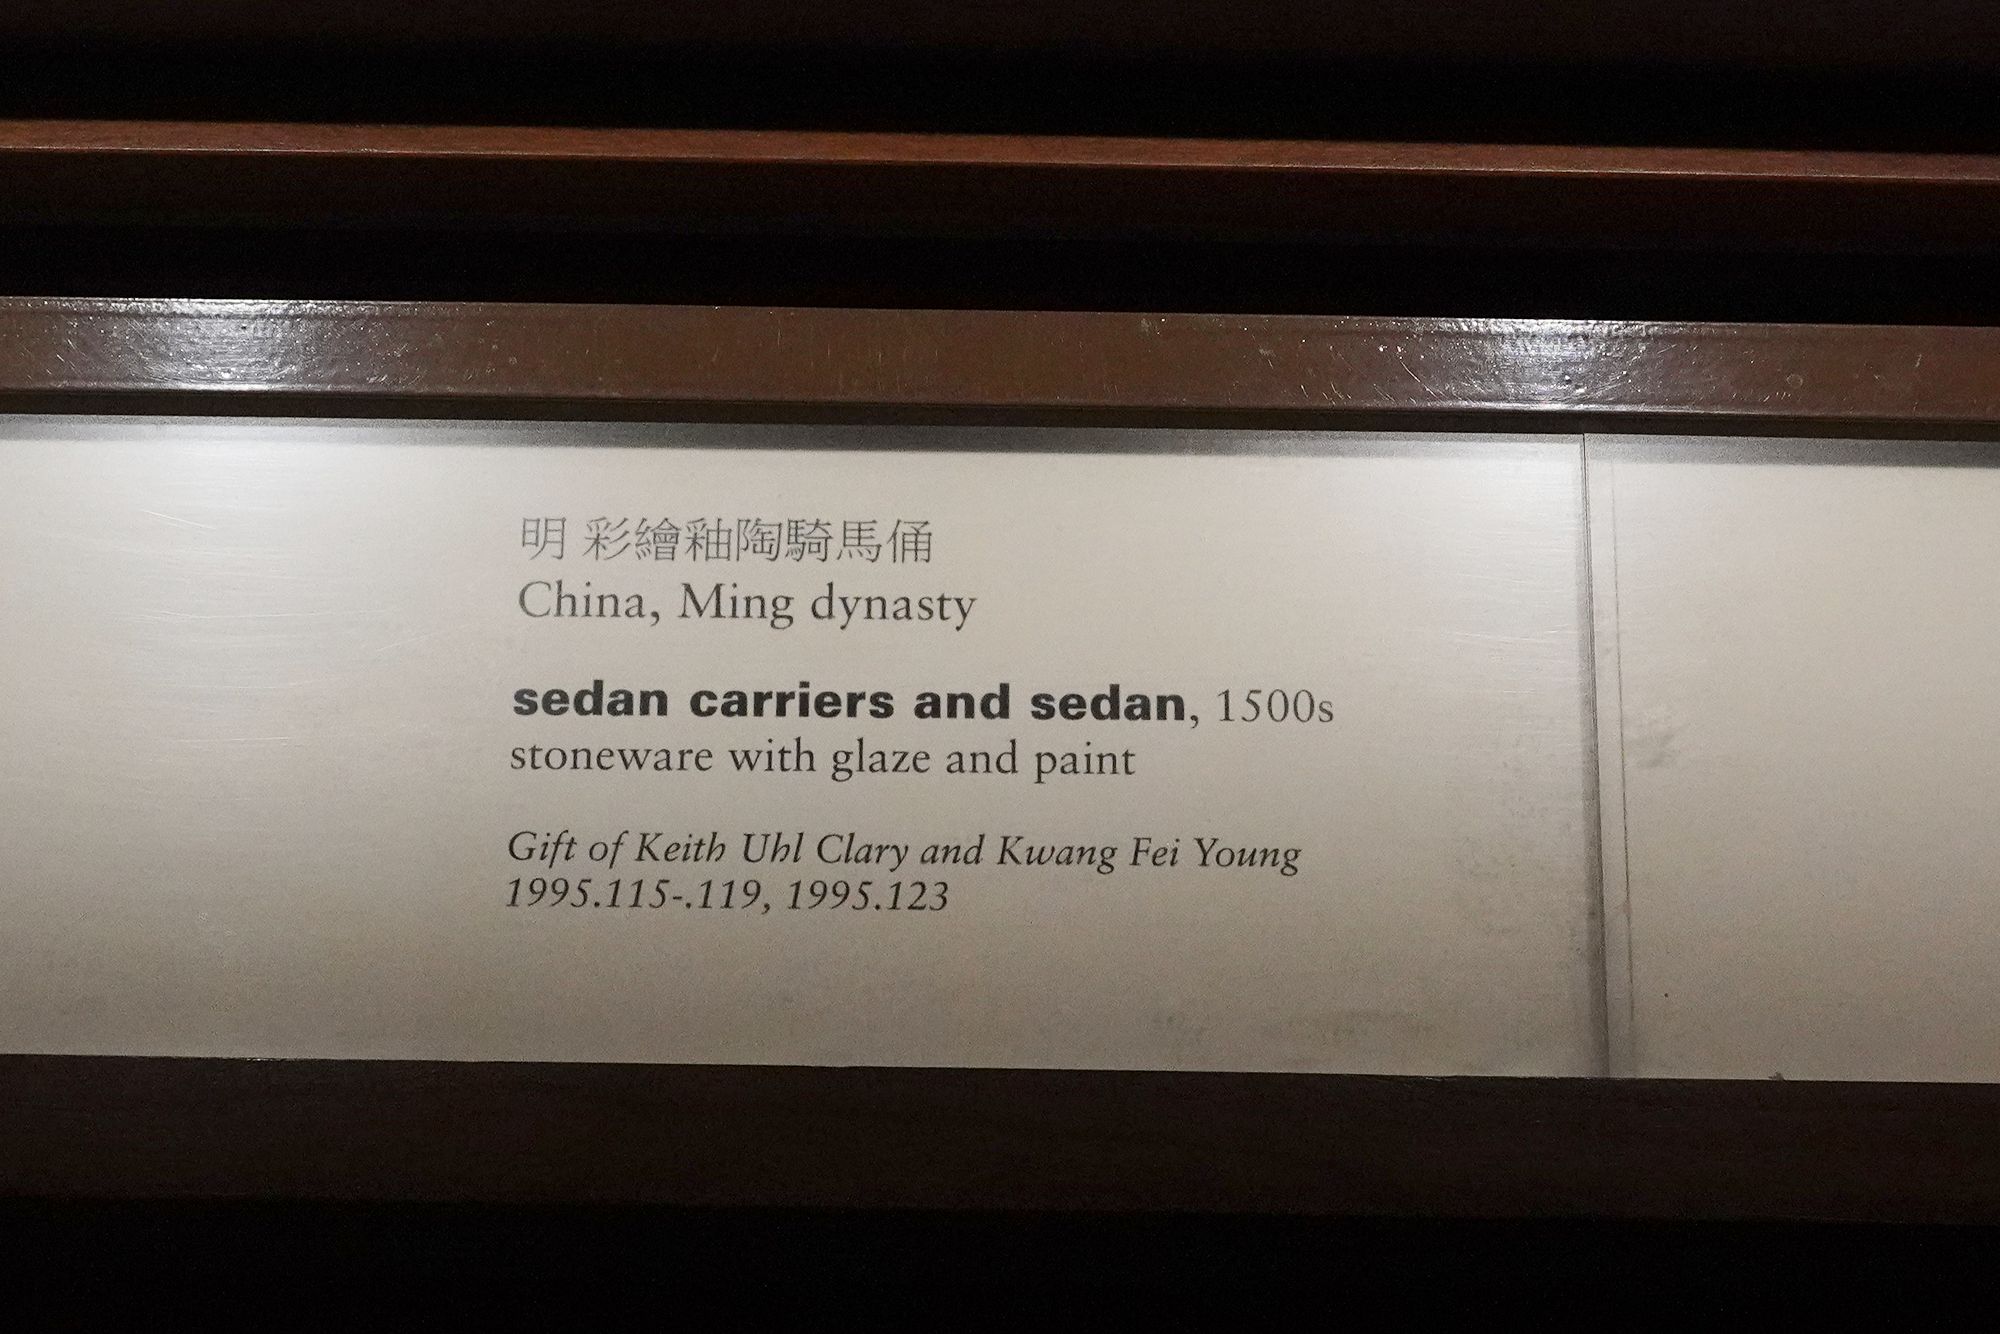 明 彩繪釉陶騎馬俑
China, Ming dynasty
sedan carriers and sedan, 1500s
stoneware with glaze and paint
Gift of Keith Uhl Clary and Kwang Fei Young
1995.115-.119, 1995.123